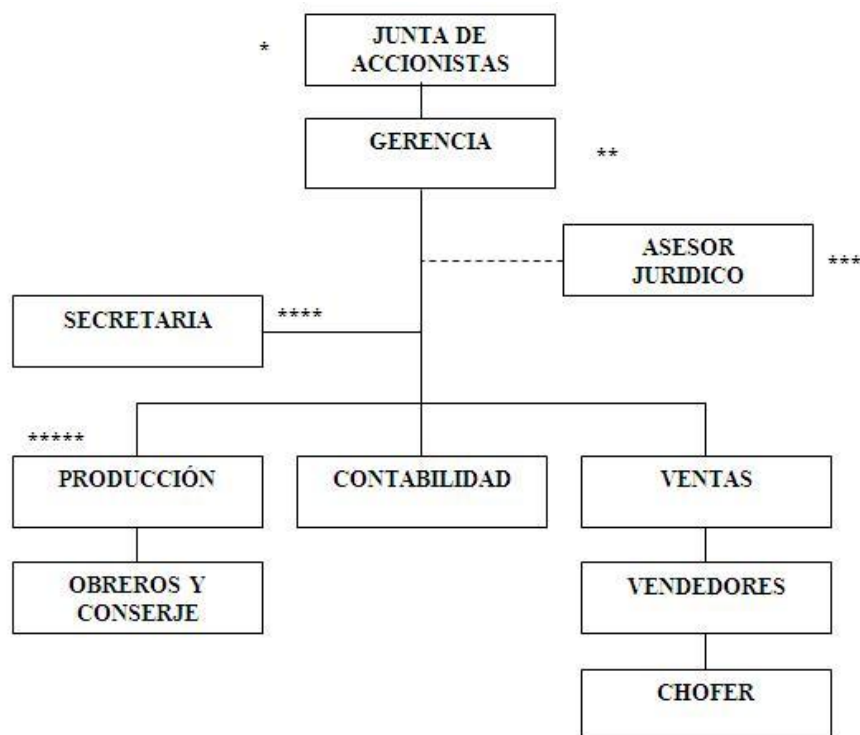 *
JUNTA DE
ACCIONISTAS
GERENCIA
**
ASESOR
JURIDICO
***
SECRETARIA
****
*****
PRODUCCIÓN
CONTABILIDAD
VENTAS
OBREROS Y
CONSERJE
VENDEDORES
CHOFER